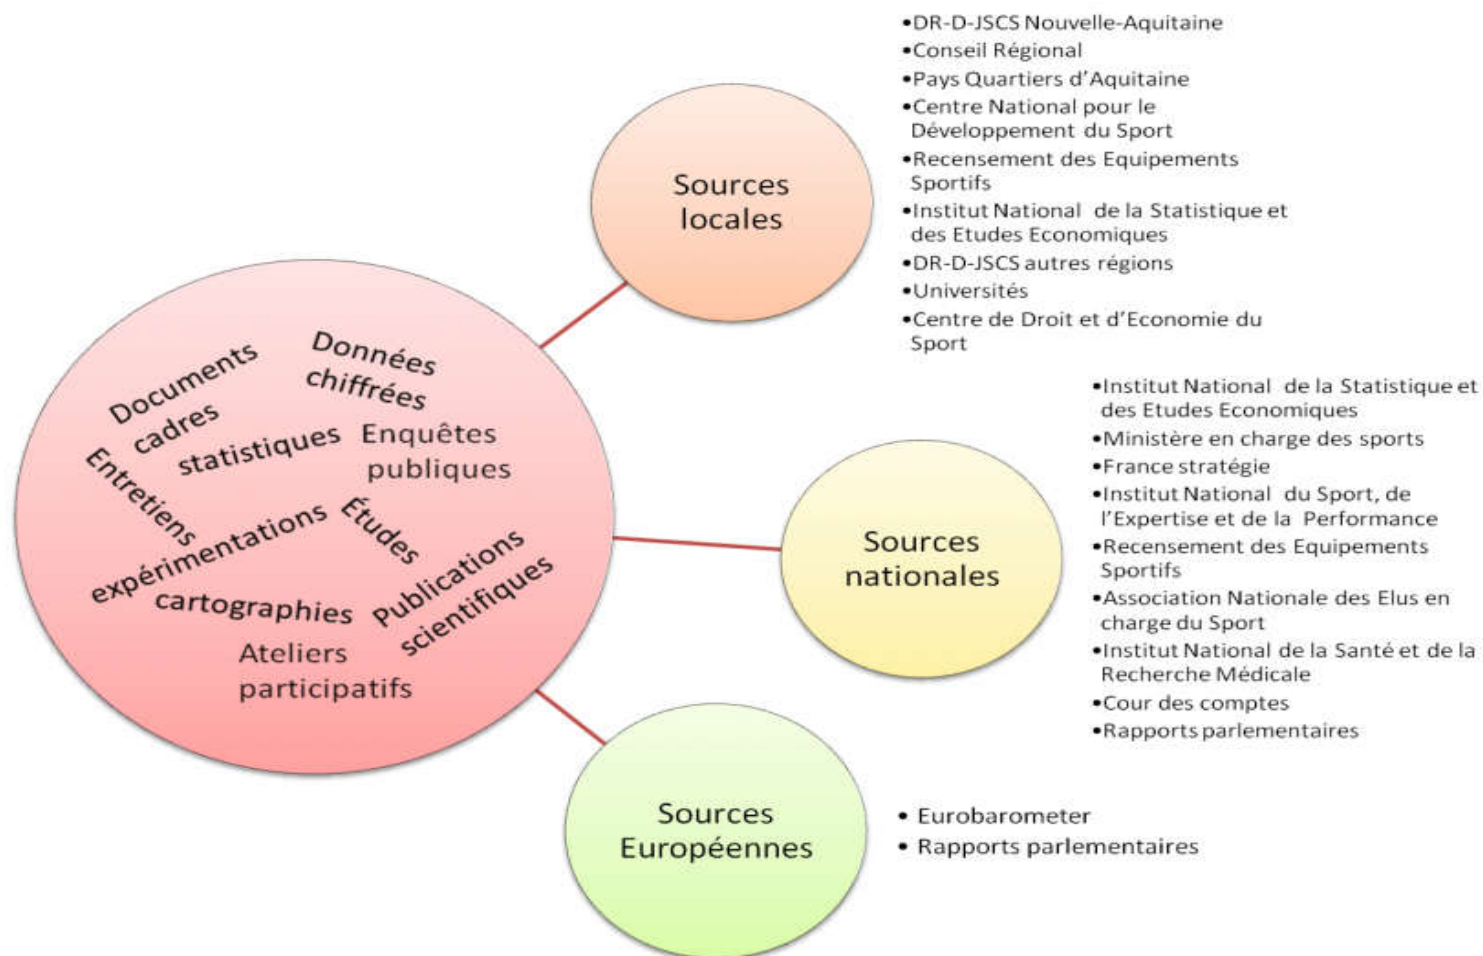 •DR-D-JSCS Nouvelle-Aquitaine
•Conseil Régional
•Pays Quartiers d'Aquitaine
•Centre National pour le
Développement du Sport
•Recensement des Equipements
Sportifs
•Institut National de la Statistique et
des Etudes Economiques
•DR-D-JSCS autres régions
•Universités
•Centre de Droit et d'Economie du
Sport
Sources
locales
Documents
cadres
Données
chiffrées
statistiques
Enquêtes
publiques
Entretiens
expérimentations
Études
cartographies
Publications
scientifiques
Ateliers
participatifs
Sources
nationales
•Institut National de la Statistique et
des Etudes Economiques
•Ministère en charge des sports
•France stratégie
•Institut National du Sport, de
l'Expertise et de la Performance
•Recensement des Equipements
Sportifs
•Association Nationale des Elus en
charge du Sport
•Institut National de la Santé et de la
Recherche Médicale
•Cour des comptes
•Rapports parlementaires
Sources
Européennes
• Eurobarometer
• Rapports parlementaires